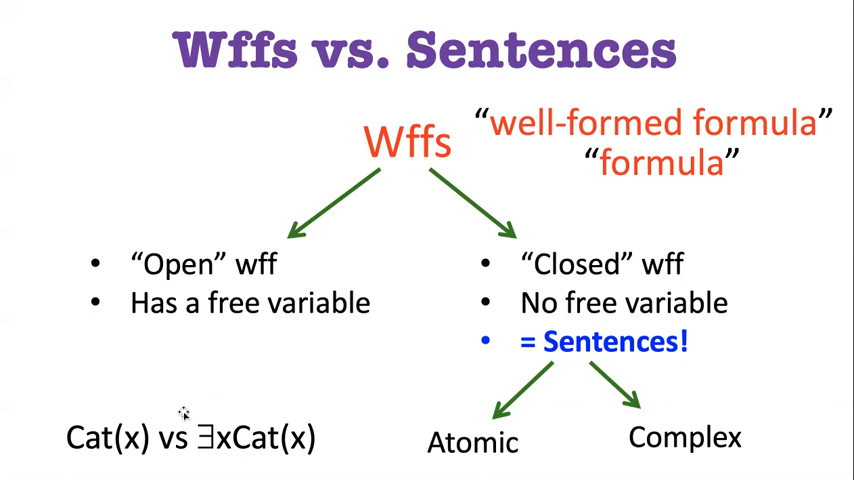 Wffs vs. Sentences
Wffs
“well-formed formula”
“formula”
• “Open” wff
• Has a free variable
• “Closed” wff
• No free variable
• = Sentences!
Cat(x) vs ∃xCat(x)
Atomic
Complex